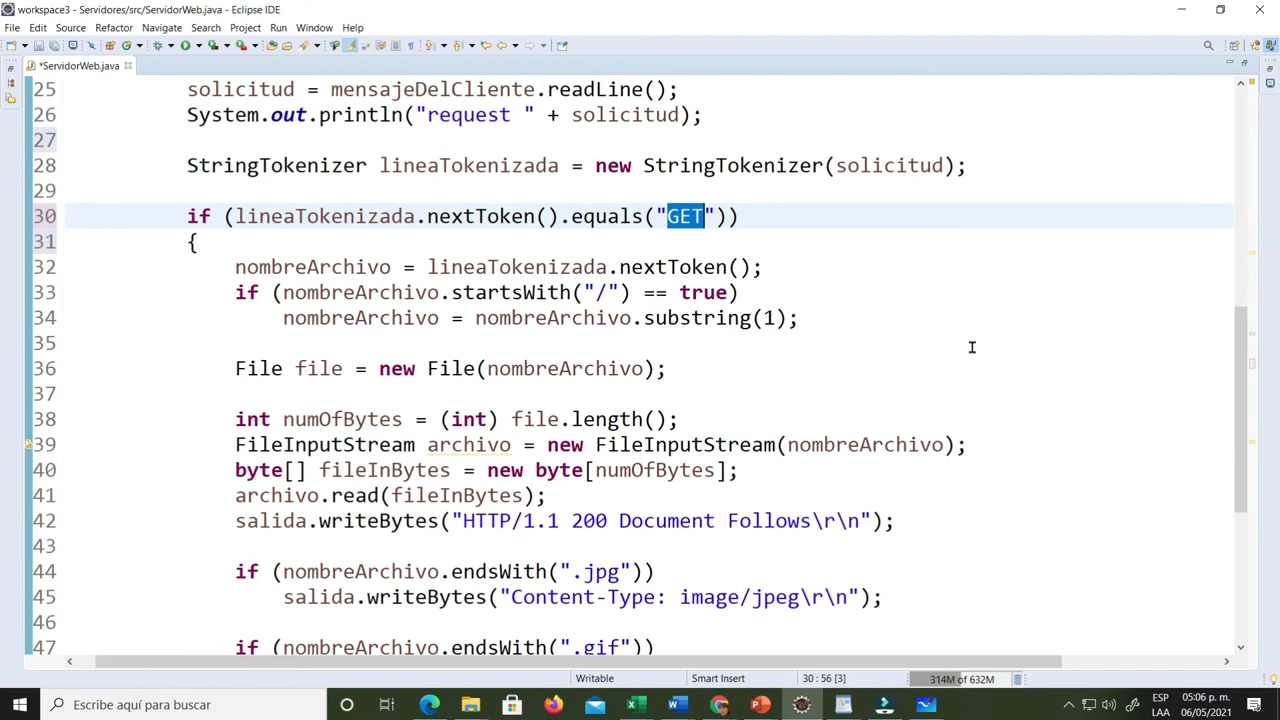 workspace3 - Servidores/src/ServidorWeb.java - Eclipse IDE
File Edit Source Refactor Navigate Search Project Run Window Help
*ServidorWeb.java
25 solicitud = mensajeDelCliente.readLine();
26 System.out.println("request " + solicitud);
27
28 StringTokenizer lineaTokenizada = new StringTokenizer(solicitud);
29
30 if (lineaTokenizada.nextToken().equals("GET"))
31 {
32 nombreArchivo = lineaTokenizada.nextToken();
33 if (nombreArchivo.startsWith("/") == true)
34 nombreArchivo = nombreArchivo.substring(1);
35
36 File file = new File(nombreArchivo);
37
38 int numOfBytes = (int) file.length();
39 FileInputStream archivo = new FileInputStream(nombreArchivo);
40 byte[] fileInBytes = new byte[numOfBytes];
41 archivo.read(fileInBytes);
42 salida.writeBytes("HTTP/1.1 200 Document Follows\r\n");
43
44 if (nombreArchivo.endsWith(".jpg"))
45 salida.writeBytes("Content-Type: image/jpeg\r\n");
46
47 if (nombreArchivo.endsWith(".gif"))
Writable Smart Insert 30 : 56 [3] 314M of 632M
Escribe aquí para buscar
ESP 05:06 p. m.
LAA 06/05/2021